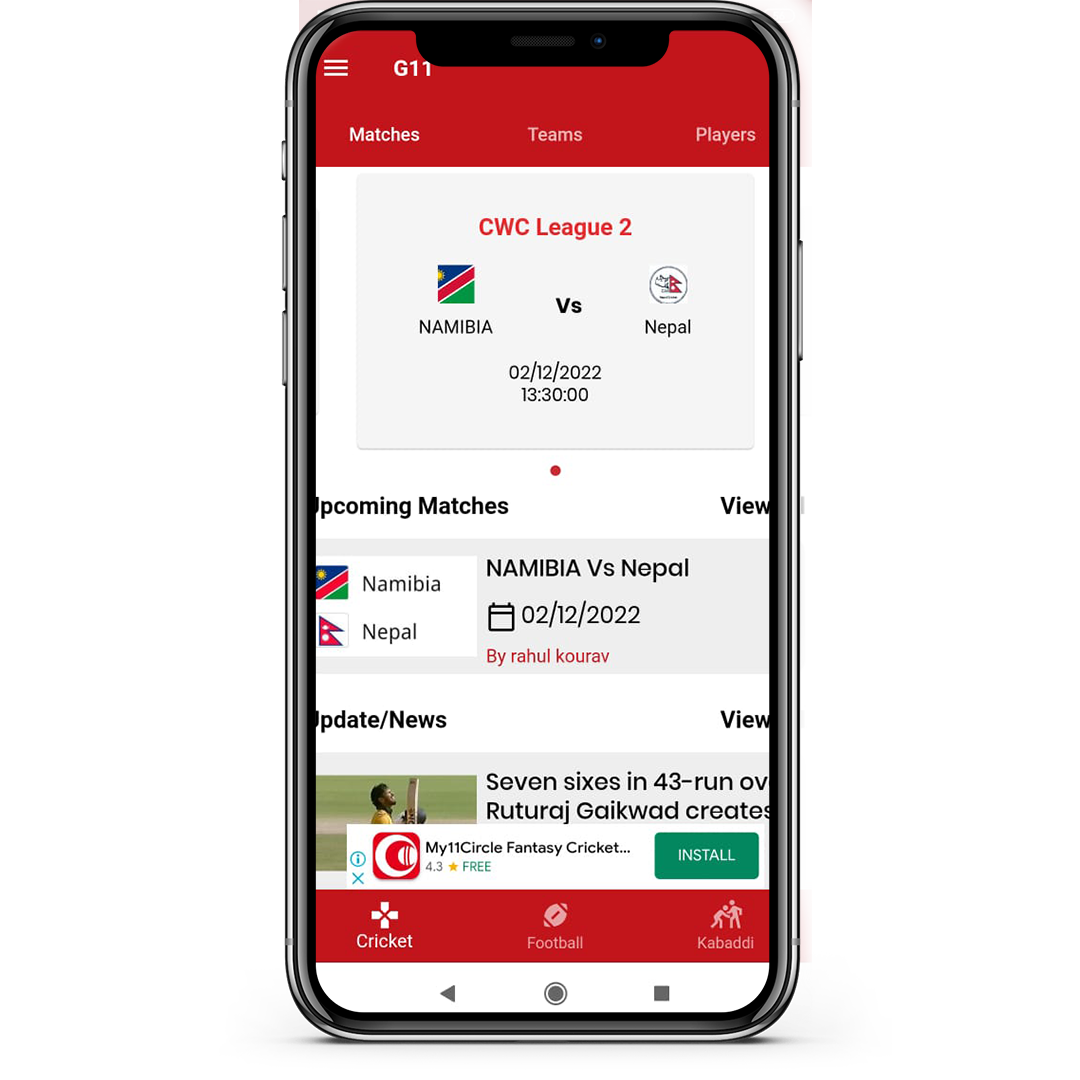 G11
Matches Teams Players
CWC League 2
Vs
NAMIBIA Nepal
02/12/2022
13:30:00
Upcoming Matches View
Namibia
Nepal
NAMIBIA Vs Nepal
02/12/2022
By rahul kourav
Update/News View
Seven sixes in 43-run ov
Ruturaj Gaikwad creates
My11Circle Fantasy Cricket...
4.3 ★ FREE
INSTALL
Cricket Football Kabaddi